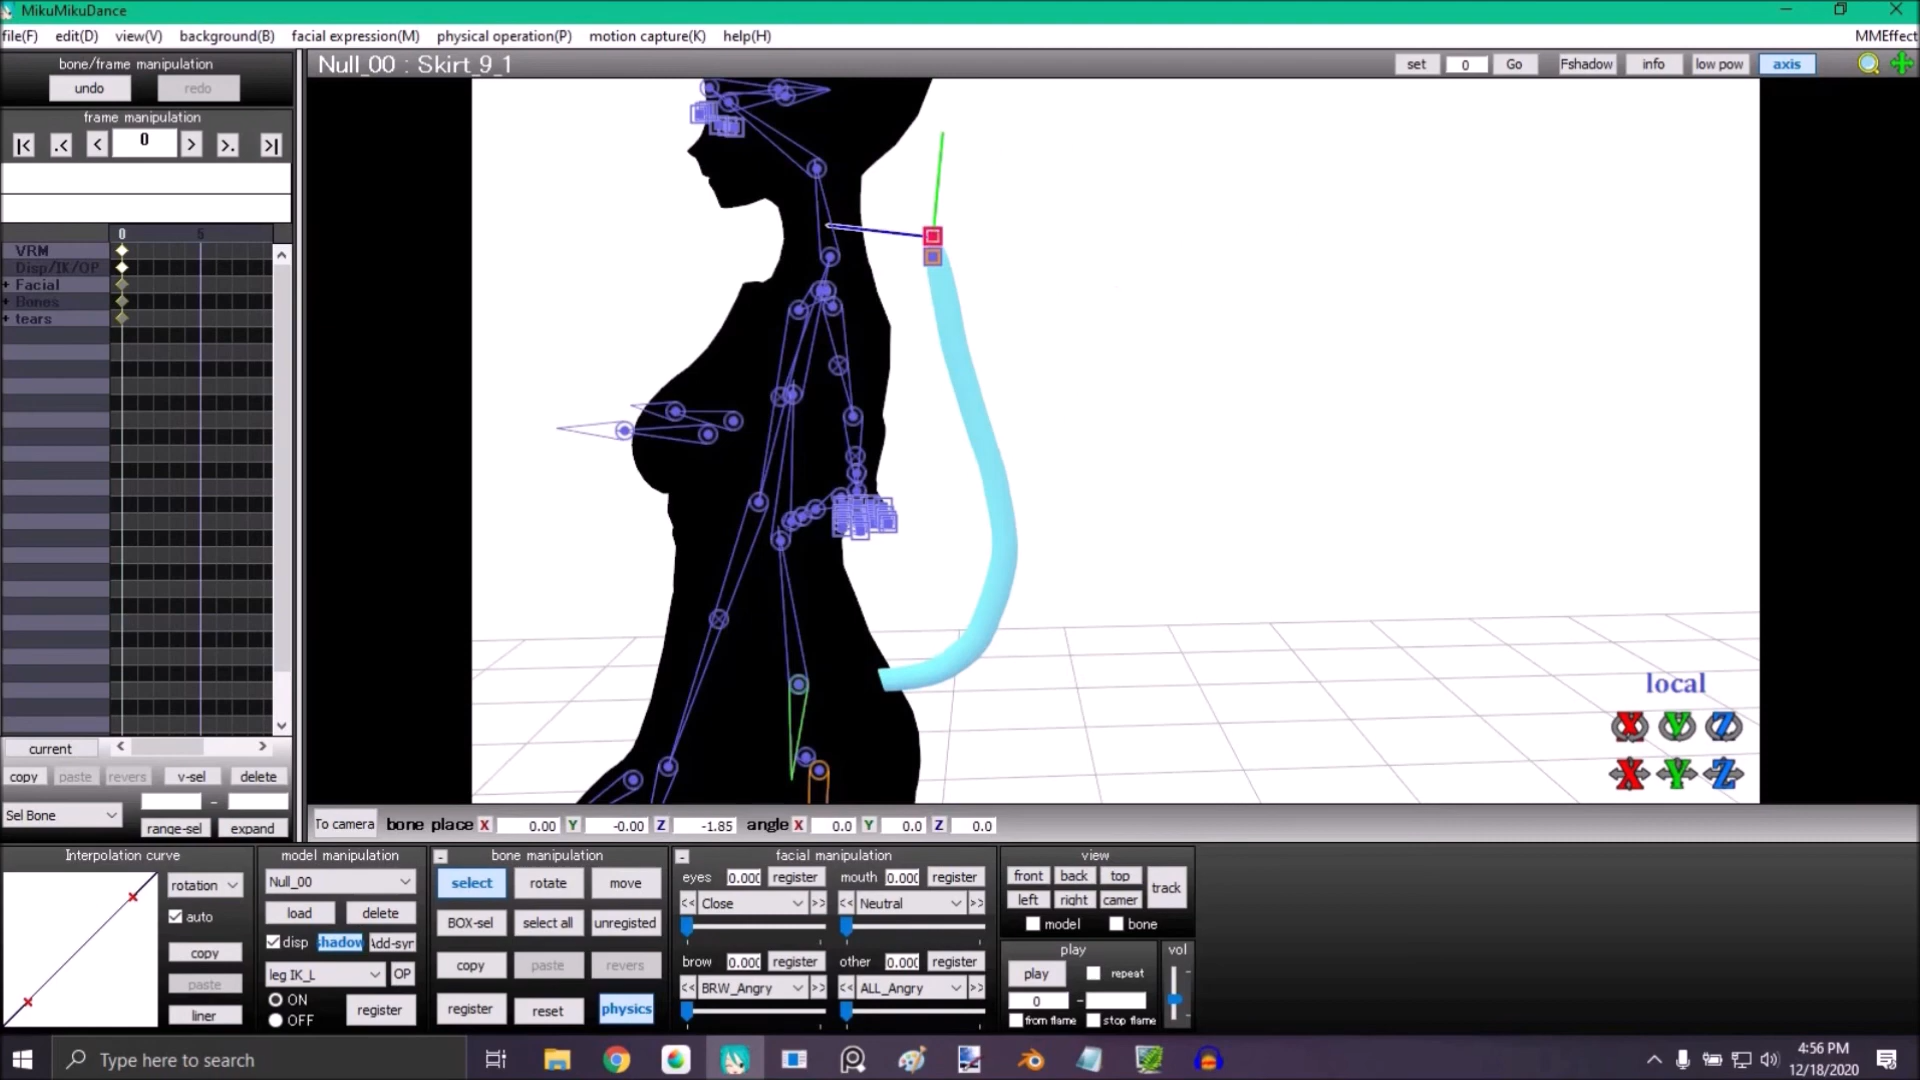 MikuMikuDance
file(F) edit(D) view(V) background(B) facial expression(M) physical operation(P) motion capture(K) help(H) MMEffect
bone/frame manipulation
undo redo
Null_00 : Skirt_9_1
set 0 Go Fshadow info low pow axis
frame manipulation
|< .< < 0 > >. >|
0 5
VRM
Disp/IK/OP
+ Facial
+ Bones
+ tears
local
X Y Z
X Y Z
current < >
copy paste revers v-sel delete
Sel Bone -
range-sel expand
To camera bone place X 0.00 Y -0.00 Z -1.85 angle X 0.0 Y 0.0 Z 0.0
Interpolation curve
rotation
auto
copy
paste
liner
model manipulation
Null_00
load delete
disp shadow Add-syn
leg IK_L OP
ON
OFF
register
- bone manipulation
select rotate move
BOX-sel select all unregisted
copy paste revers
register reset physics
- facial manipulation
eyes 0.000 register mouth 0.000 register
<< Close >> << Neutral >>
brow 0.000 register other 0.000 register
<< BRW_Angry >> << ALL_Angry >>
view
front back top track
left right camer
model bone
play vol
play repeat
0 -
from flame stop flame
Type here to search
4:56 PM
12/18/2020